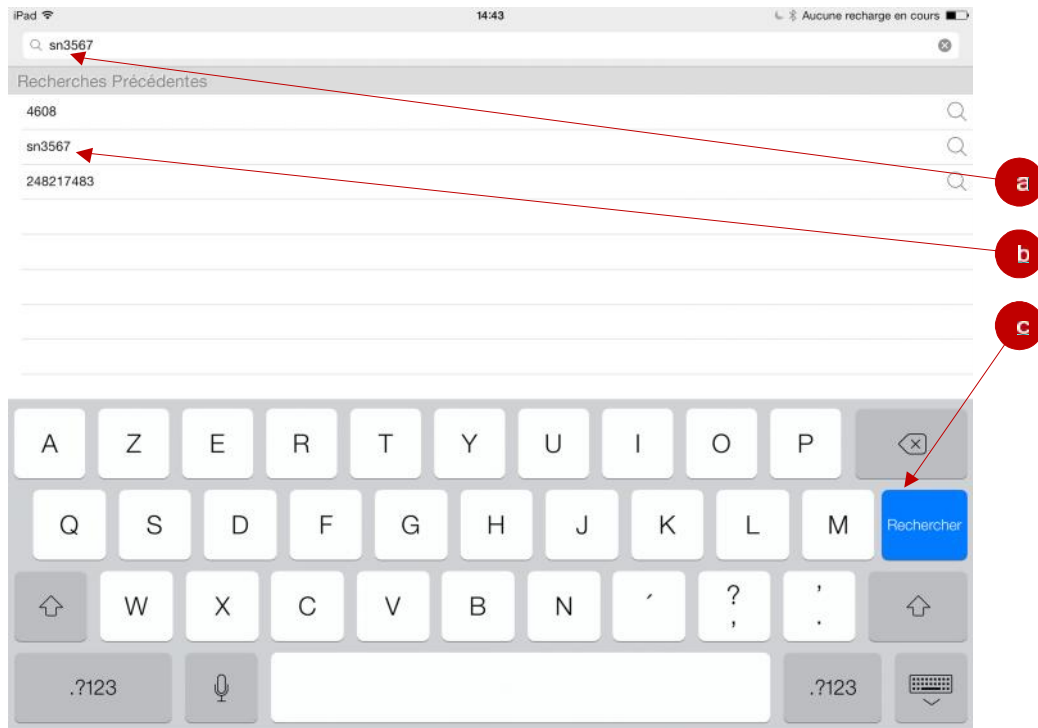 iPad 14:43 Aucune recharge en cours
sn3567
Recherches Précédentes
4608
sn3567
248217483
a
b
c
A Z E R T Y U I O P
Q S D F G H J K L M Rechercher
W X C V B N ´ ? , ' .
.?123 .?123